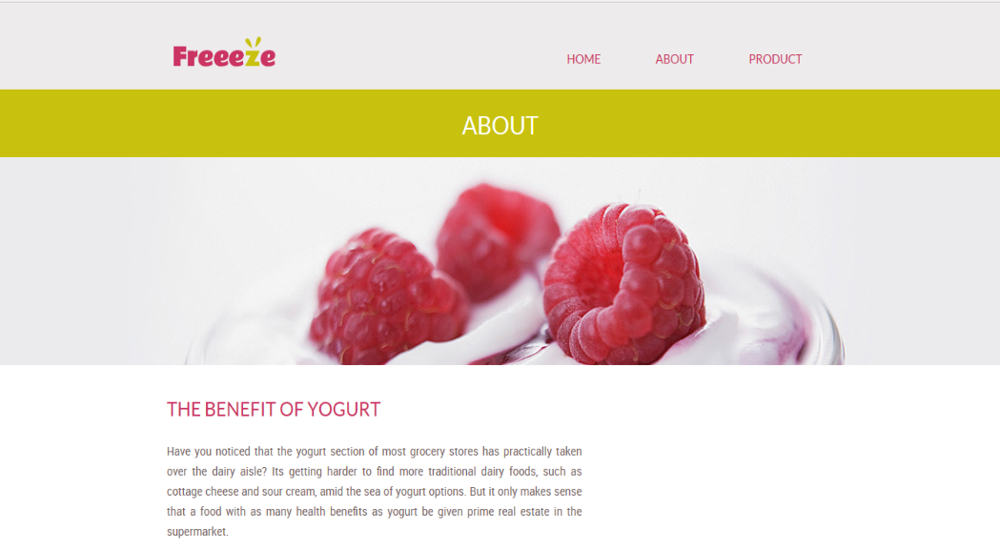 Freeeze
HOME ABOUT PRODUCT
ABOUT
THE BENEFIT OF YOGURT
Have you noticed that the yogurt section of most grocery stores has practically taken
over the dairy aisle? Its getting harder to find more traditional dairy foods, such as
cottage cheese and sour cream, amid the sea of yogurt options. But it only makes sense
that a food with as many health benefits as yogurt be given prime real estate in the
supermarket.